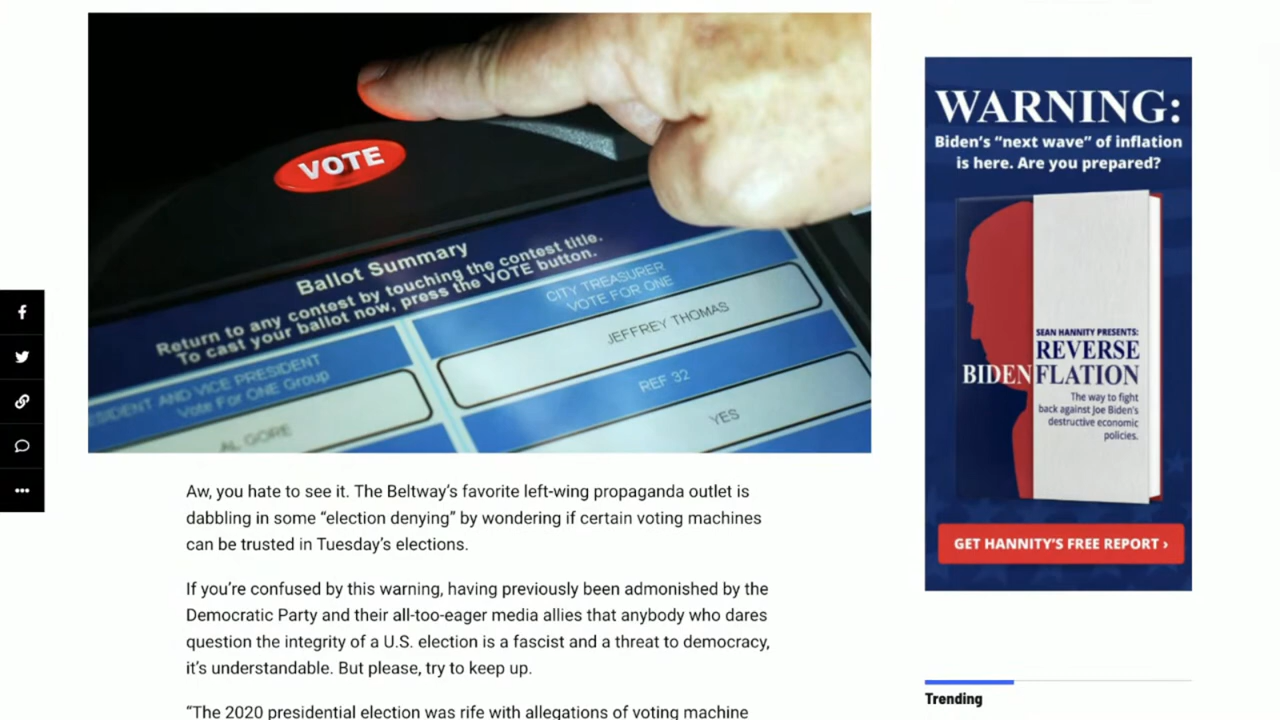 VOTE
Ballot Summary
Return to any contest by touching the contest title.
To cast your ballot now, press the VOTE button.
SIDENT AND VICE PRESIDENT
Vote For ONE Group
AL GORE
CITY TREASURER
VOTE FOR ONE
JEFFREY THOMAS
REF 32
YES
Aw, you hate to see it. The Beltway’s favorite left-wing propaganda outlet is
dabbling in some “election denying” by wondering if certain voting machines
can be trusted in Tuesday’s elections.
If you’re confused by this warning, having previously been admonished by the
Democratic Party and their all-too-eager media allies that anybody who dares
question the integrity of a U.S. election is a fascist and a threat to democracy,
it’s understandable. But please, try to keep up.
“The 2020 presidential election was rife with allegations of voting machine
WARNING:
Biden’s “next wave” of inflation
is here. Are you prepared?
SEAN HANNITY PRESENTS:
REVERSE
BIDENFLATION
The way to fight
back against Joe Biden’s
destructive economic
policies.
GET HANNITY’S FREE REPORT ›
Trending